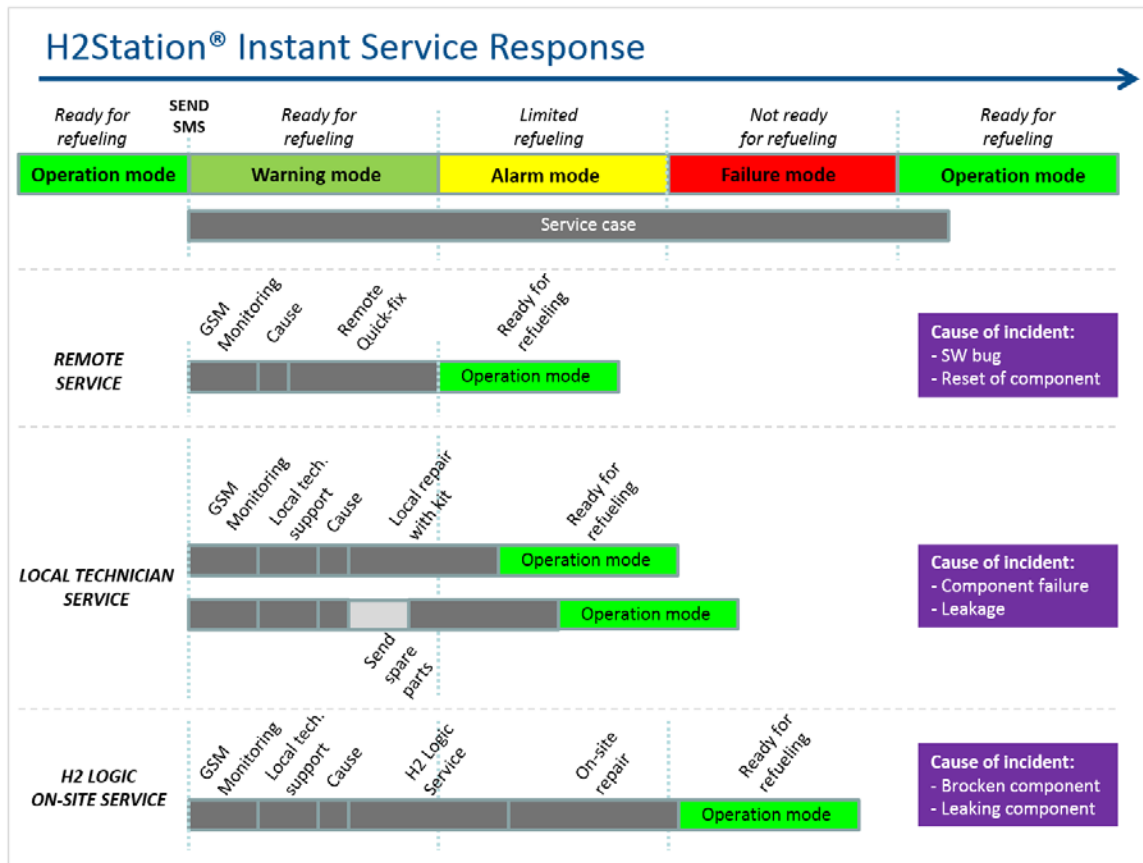 H2Station® Instant Service Response
Ready for
refueling
SEND
SMS
Ready for
refueling
Limited
refueling
Not ready
for refueling
Ready for
refueling
Operation mode
Warning mode
Alarm mode
Failure mode
Operation mode
Service case
REMOTE
SERVICE
GSM
Monitoring
Cause
Remote
Quick-fix
Ready for
refueling
Operation mode
Cause of incident:
- SW bug
- Reset of component
LOCAL TECHNICIAN
SERVICE
GSM
Monitoring
Local tech.
support
Cause
Local repair
with kit
Ready for
refueling
Operation mode
Operation mode
Send
spare
parts
Cause of incident:
- Component failure
- Leakage
H2 LOGIC
ON-SITE SERVICE
GSM
Monitoring
Local tech.
support
Cause
H2 Logic
Service
On-site
repair
Ready for
refueling
Operation mode
Cause of incident:
- Brocken component
- Leaking component